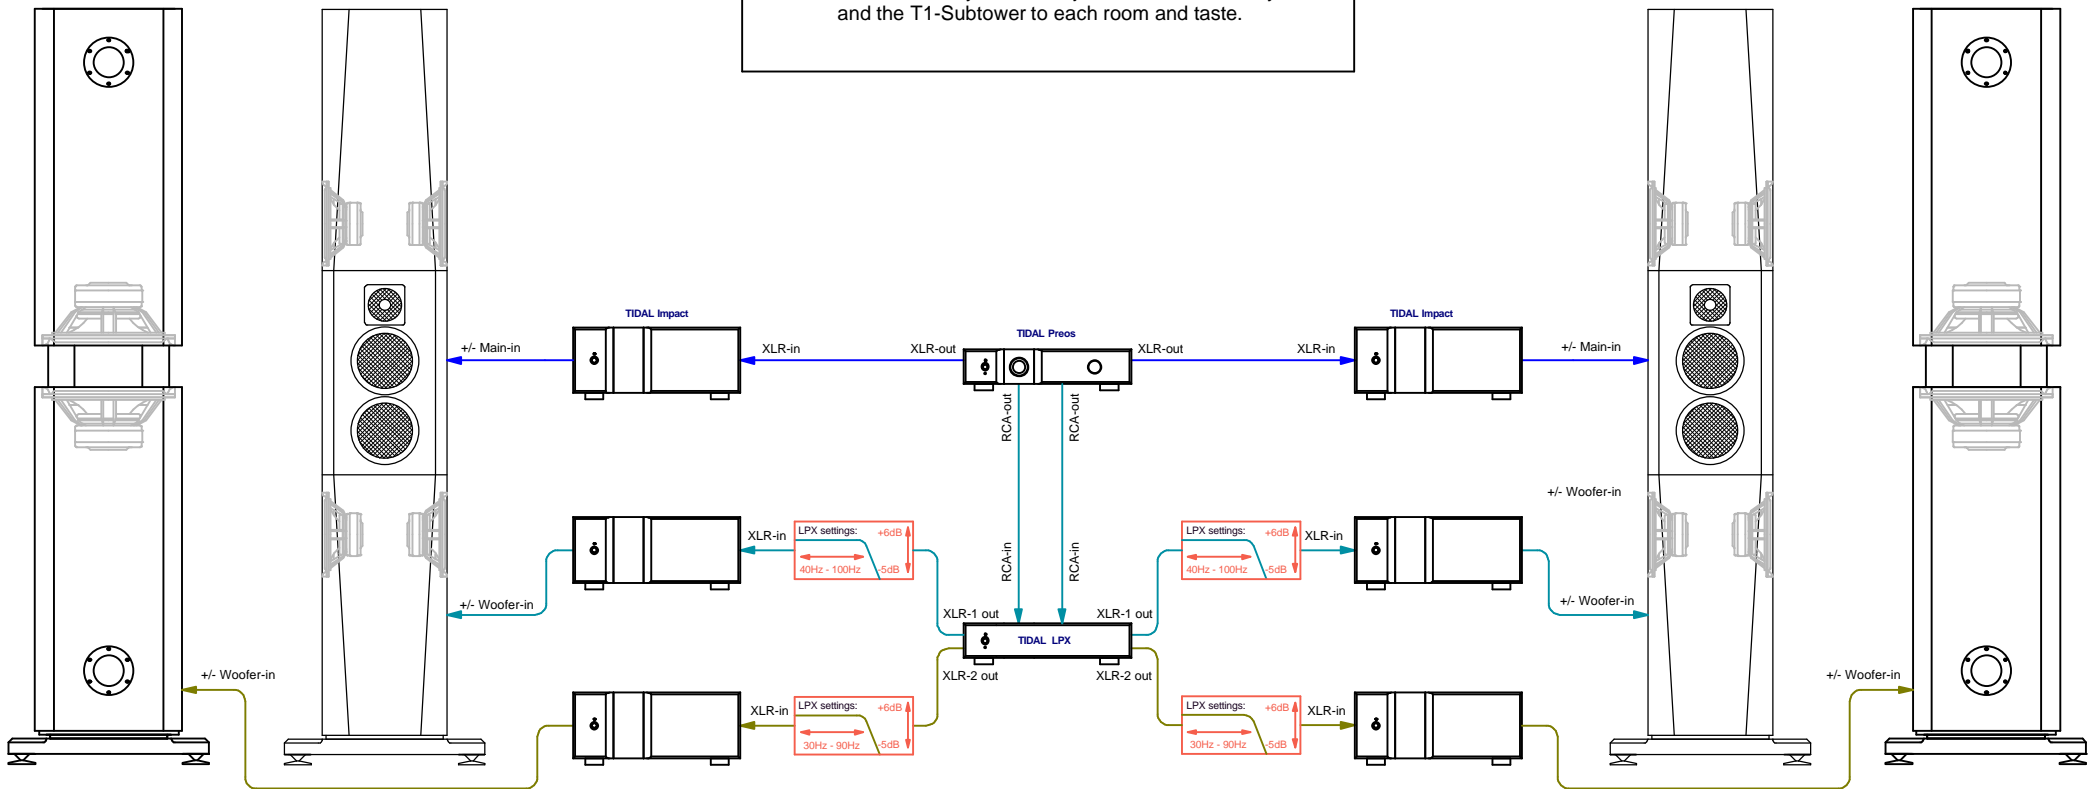 and the T1-Subtower to each room and taste.
TIDAL Impact
TIDAL Preos
TIDAL Impact
+/- Main-in
XLR-in
XLR-out
XLR-out
XLR-in
+/- Main-in
RCA-out
RCA-out
+/- Woofer-in
XLR-in
LPX settings:
+6dB
40Hz - 100Hz
-5dB
RCA-in
RCA-in
LPX settings:
+6dB
40Hz - 100Hz
-5dB
XLR-in
+/- Woofer-in
XLR-1 out
XLR-1 out
+/- Woofer-in
TIDAL LPX
+/- Woofer-in
XLR-2 out
XLR-2 out
+/- Woofer-in
XLR-in
LPX settings:
+6dB
30Hz - 90Hz
-5dB
LPX settings:
+6dB
30Hz - 90Hz
-5dB
XLR-in